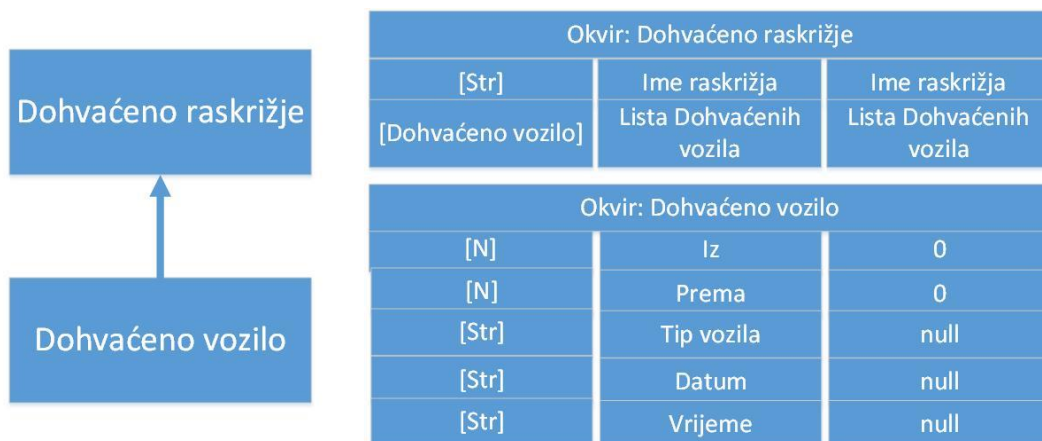 Dohvaćeno raskrižje
Dohvaćeno vozilo
Okvir: Dohvaćeno raskrižje
[Str] Ime raskrižja Ime raskrižja
[Dohvaćeno vozilo] Lista Dohvaćenih vozila Lista Dohvaćenih vozila
Okvir: Dohvaćeno vozilo
[N] Iz 0
[N] Prema 0
[Str] Tip vozila null
[Str] Datum null
[Str] Vrijeme null